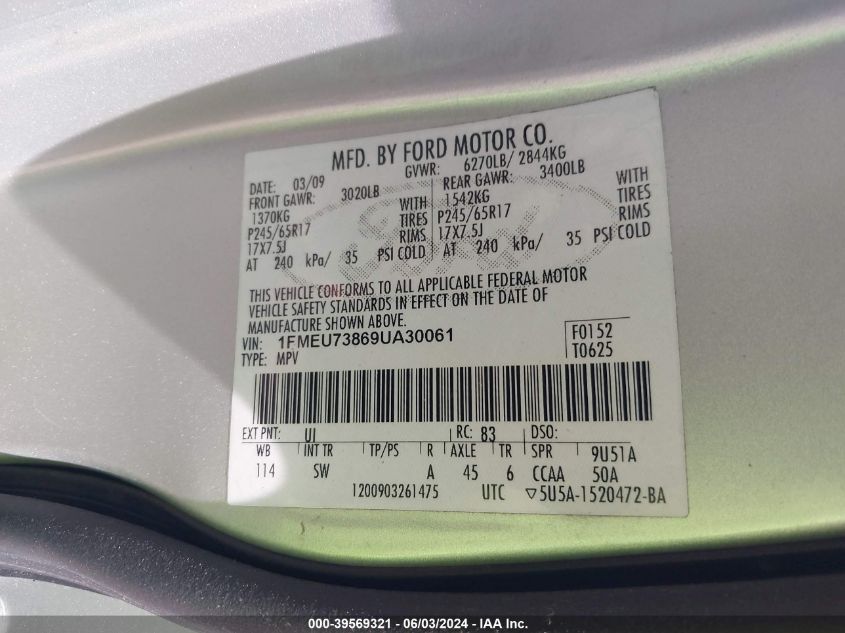 MFD. BY FORD MOTOR CO.
DATE: 03/09 GVWR: 6270LB/ 2844KG
FRONT GAWR: 3020LB REAR GAWR: 3400LB
1370KG WITH 1542KG WITH
P245/65R17 TIRES P245/65R17 TIRES
17X7.5J RIMS 17X7.5J RIMS
AT 240 kPa/ 35 PSI COLD AT 240 kPa/ 35 PSI COLD
THIS VEHICLE CONFORMS TO ALL APPLICABLE FEDERAL MOTOR
VEHICLE SAFETY STANDARDS IN EFFECT ON THE DATE OF
MANUFACTURE SHOWN ABOVE.
VIN: 1FMEU73869UA30061 F0152
TYPE: MPV T0625
EXT PNT: UI RC: 83 DSO:
WB INT TR TP/PS R AXLE TR SPR 9U51A
114 SW A 45 6 CCAA 50A
1200903261475 UTC ▽5U5A-1520472-BA
000-39569321 / 06/03/2024 - IAA Inc.